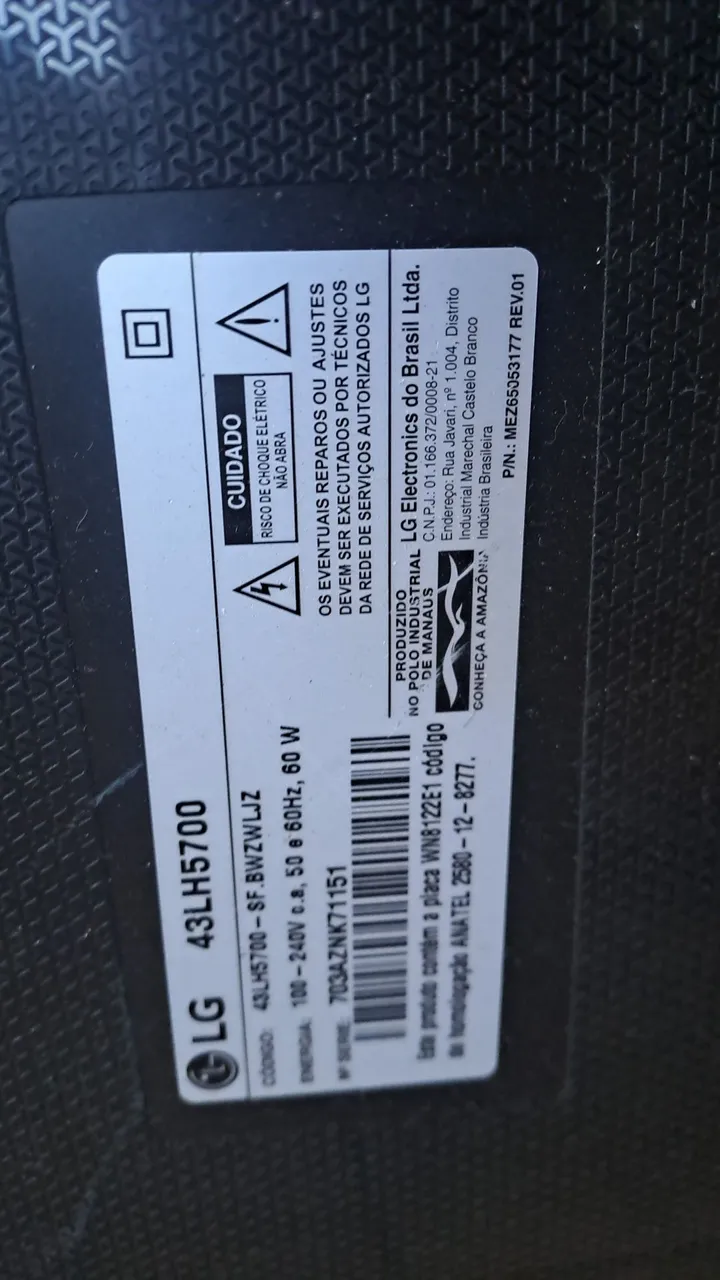 LG 43LH5700
CÓDIGO: 43LH5700-SF.BWZWLJZ
ENERGIA: 100-240V c.a, 50 e 60Hz, 60 W
Nº SÉRIE: 703AZNK71151
Este produto contém a placa WN8122E1 código
de homologação ANATEL 2580-12-8277.
CUIDADO
RISCO DE CHOQUE ELÉTRICO
NÃO ABRA
OS EVENTUAIS REPAROS OU AJUSTES
DEVEM SER EXECUTADOS POR TÉCNICOS
DA REDE DE SERVIÇOS AUTORIZADOS LG
PRODUZIDO
NO POLO INDUSTRIAL
DE MANAUS
CONHEÇA A AMAZÔNIA
LG Electronics do Brasil Ltda.
C.N.P.J.: 01.166.372/0008-21
Endereço: Rua Javari, nº 1.004, Distrito
Industrial Marechal Castelo Branco
Indústria Brasileira
P/N.: MEZ65053177 REV.01